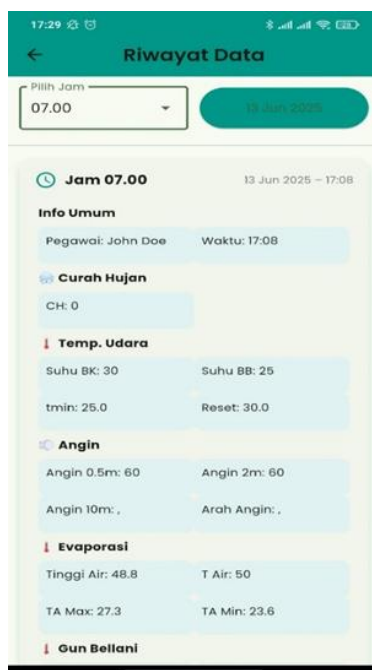 17:29
Riwayat Data
Pilih Jam
07.00
13 Jun 2025
Jam 07.00
13 Jun 2025 – 17:08
Info Umum
Pegawai: John Doe
Waktu: 17:08
Curah Hujan
CH: 0
Temp. Udara
Suhu BK: 30
Suhu BB: 25
tmin: 25.0
Reset: 30.0
Angin
Angin 0.5m: 60
Angin 2m: 60
Angin 10m: ,
Arah Angin: ,
Evaporasi
Tinggi Air: 48.8
T Air: 50
TA Max: 27.3
TA Min: 23.6
Gun Bellani